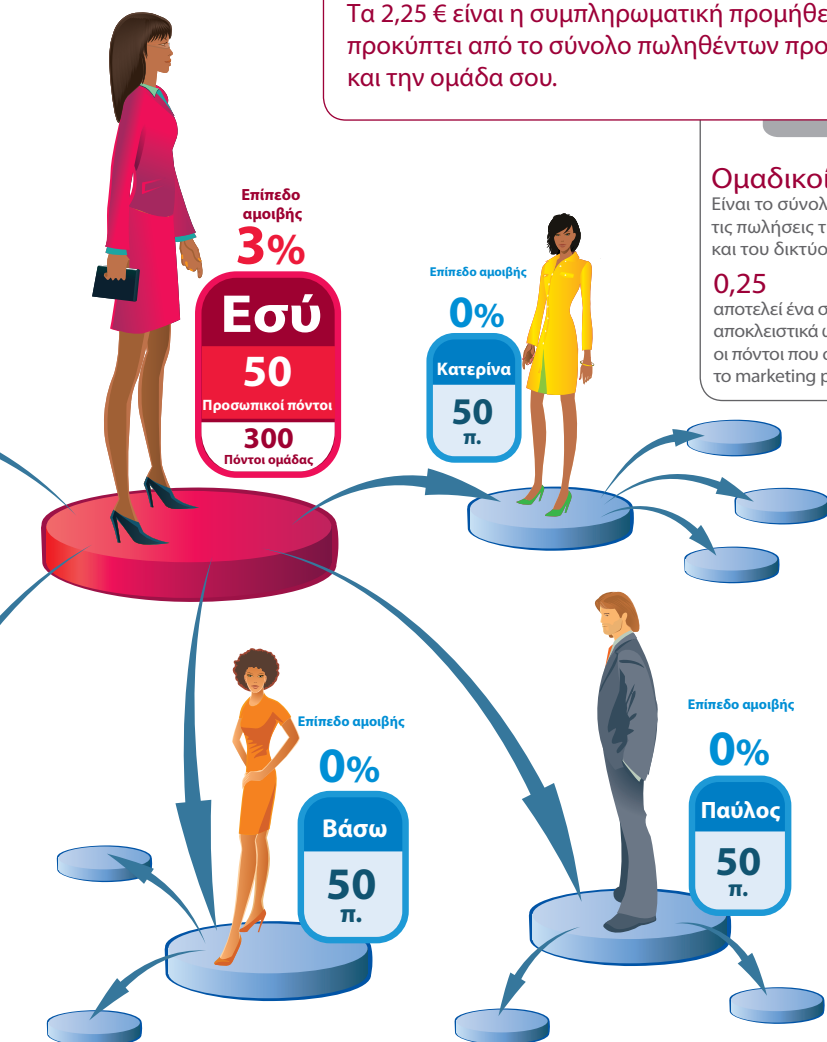 Τα 2,25 € είναι η συμπληρωματική προμήθε
προκύπτει από το σύνολο πωληθέντων προ
και την ομάδα σου.
Ομαδικοί
Είναι το σύνολ
τις πωλήσεις τ
και του δικτύο
0,25
αποτελεί ένα σ
αποκλειστικά
οι πόντοι που
το marketing p
Επίπεδο
αμοιβής
3%
Εσύ
50
Προσωπικοί πόντοι
300
Πόντοι ομάδας
Επίπεδο αμοιβής
0%
Κατερίνα
50
π.
Επίπεδο αμοιβής
0%
Βάσω
50
π.
Επίπεδο αμοιβής
0%
Παύλος
50
π.